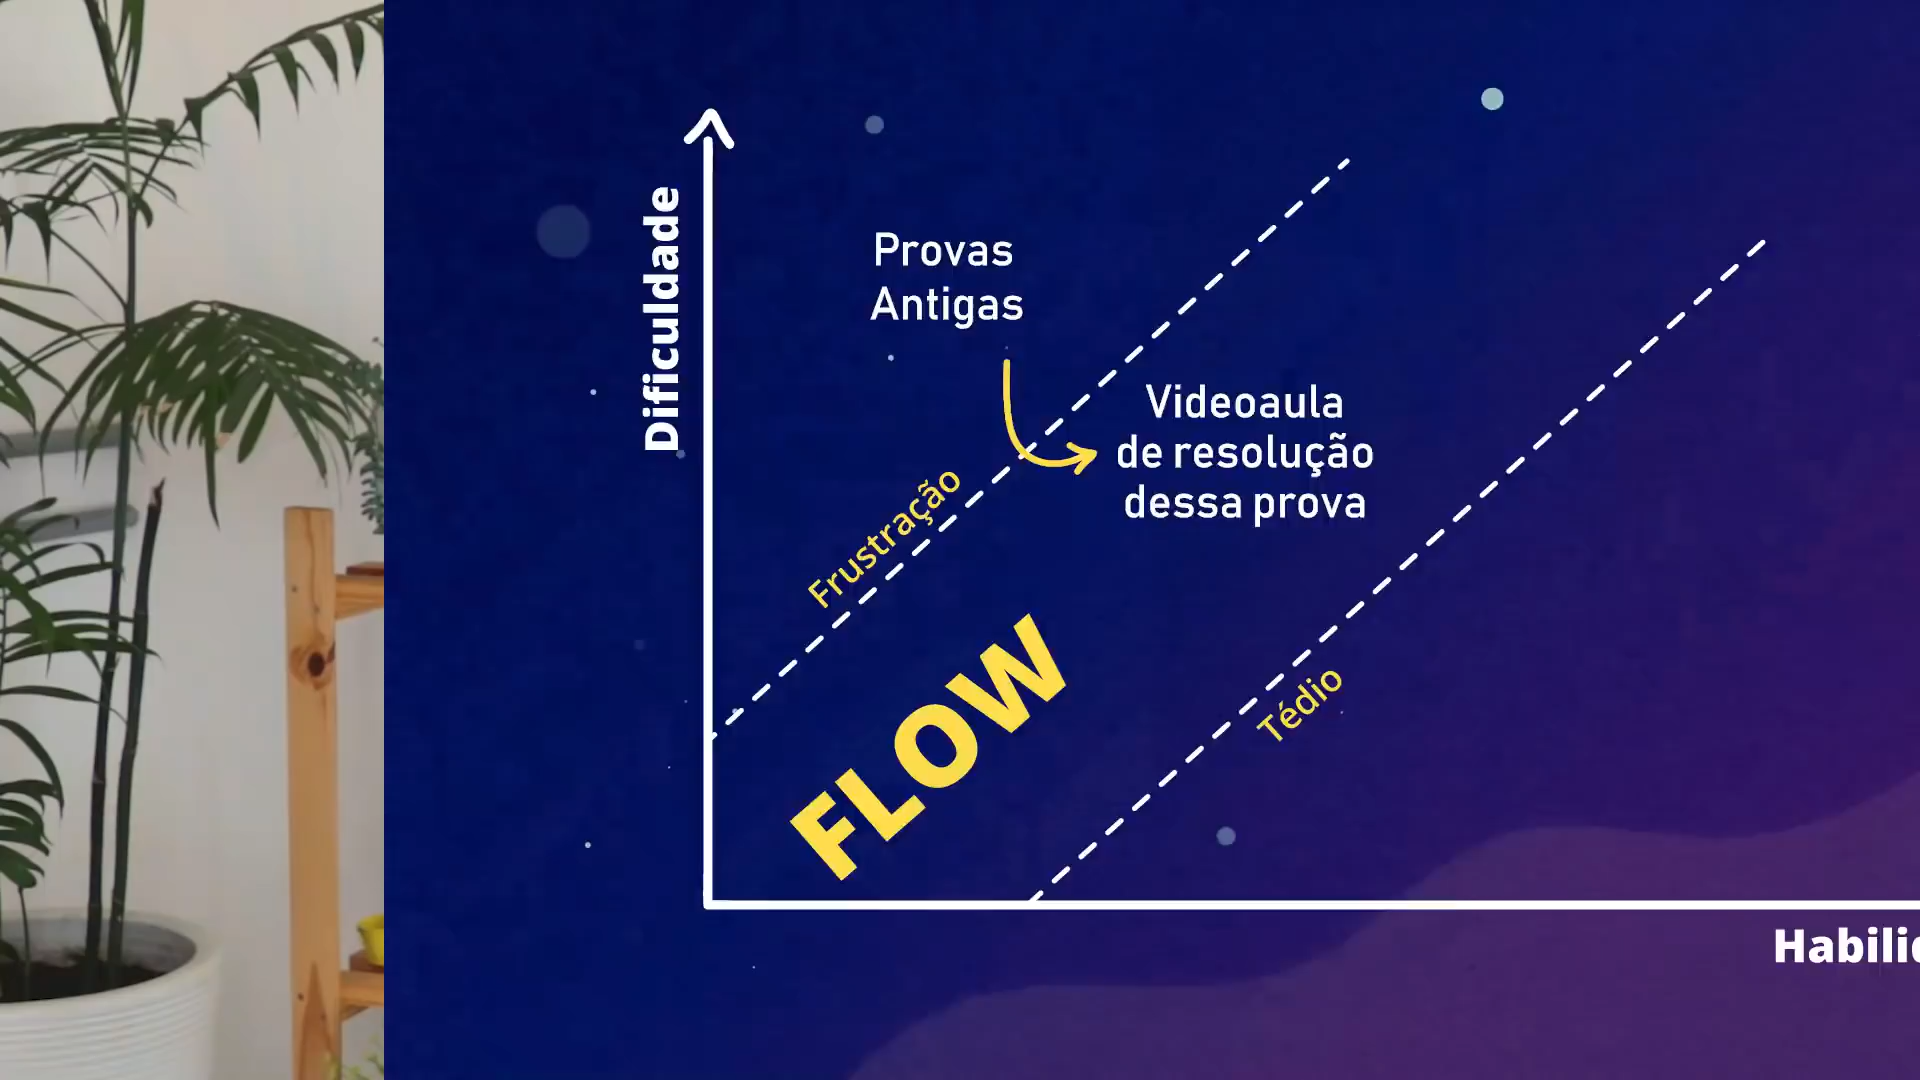 Dificuldade
Provas
Antigas
Videoaula
de resolução
dessa prova
Frustração
FLOW
Tédio